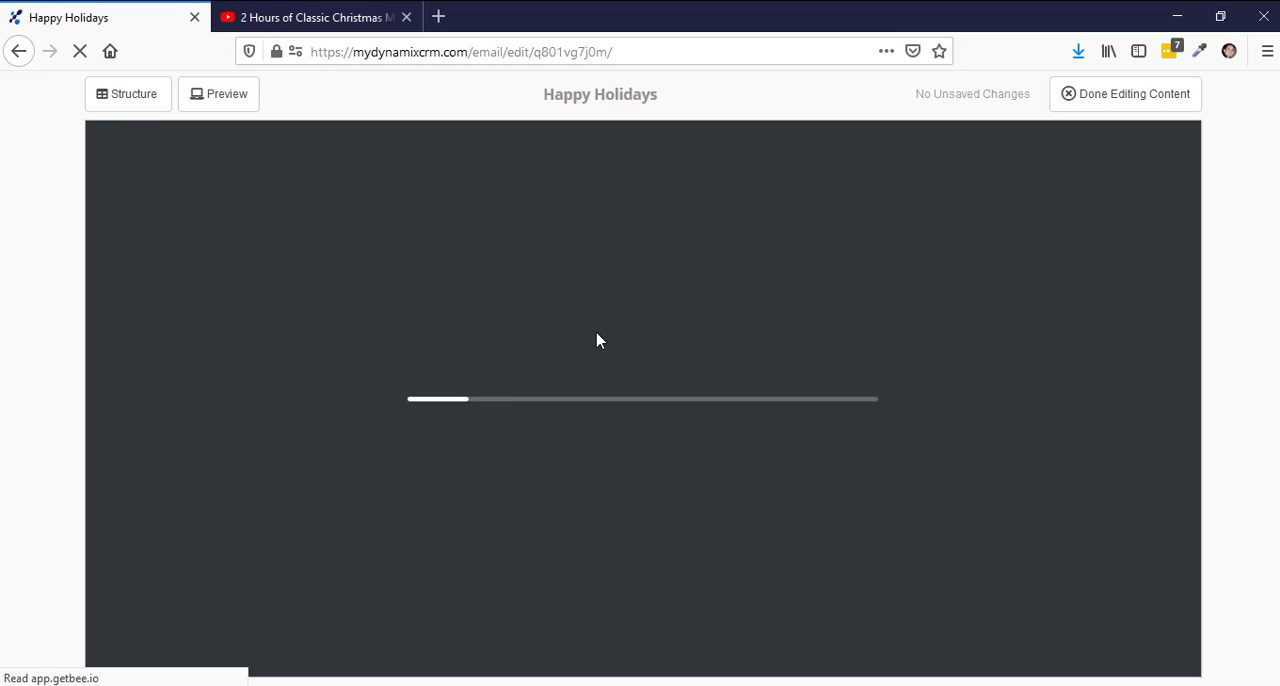 Happy Holidays
2 Hours of Classic Christmas M
https://mydynamixcrm.com/email/edit/q801vg7j0m/
7
Structure
Preview
Happy Holidays
No Unsaved Changes
Done Editing Content
Read app.getbee.io